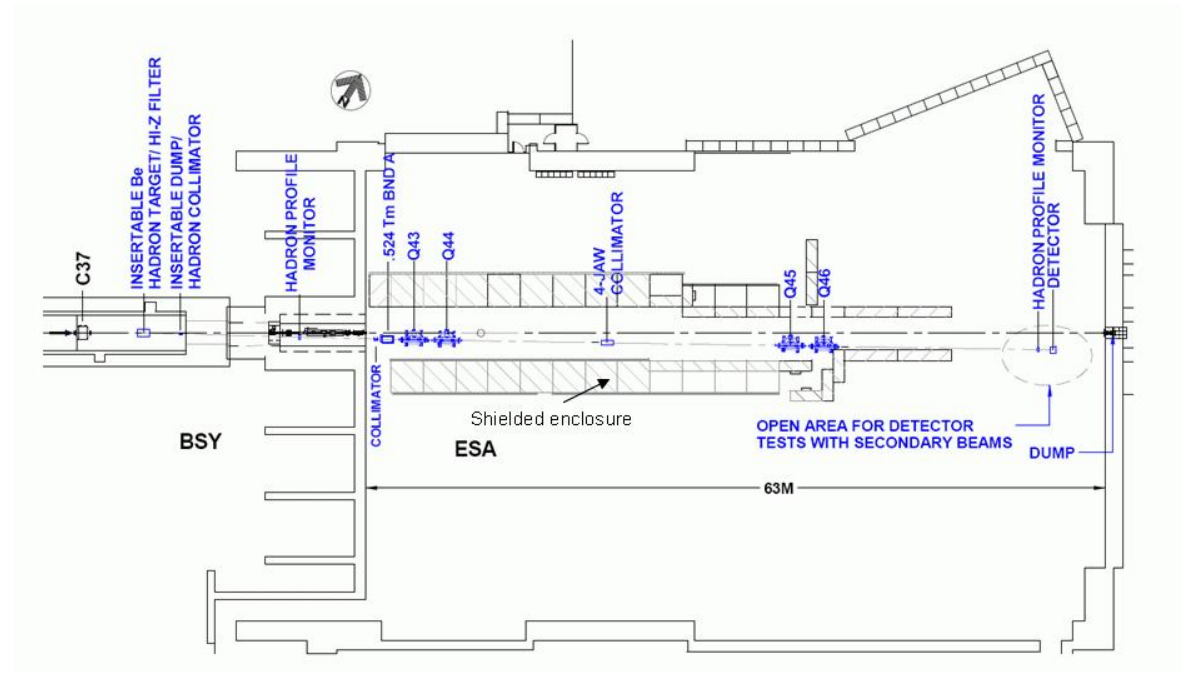 C37
INSERTABLE Be
HADRON TARGET/ HI-Z FILTER
INSERTABLE DUMP/
HADRON COLLIMATOR
HADRON PROFILE
MONITOR
.524 Tm BND A
Q43
Q44
4-JAW
COLLIMATOR
Q45
Q46
HADRON PROFILE MONITOR
DETECTOR
COLLIMATOR
Shielded enclosure
BSY
ESA
OPEN AREA FOR DETECTOR
TESTS WITH SECONDARY BEAMS
DUMP
63M